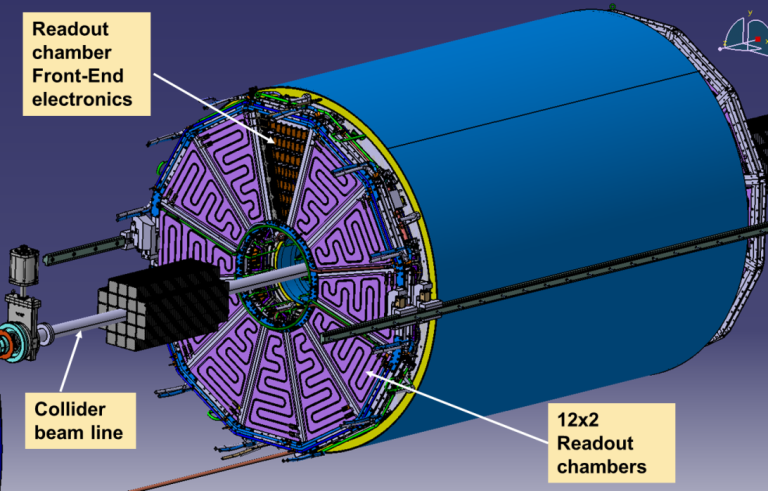 Readout
chamber
Front-End
electronics
Collider
beam line
12x2
Readout
chambers